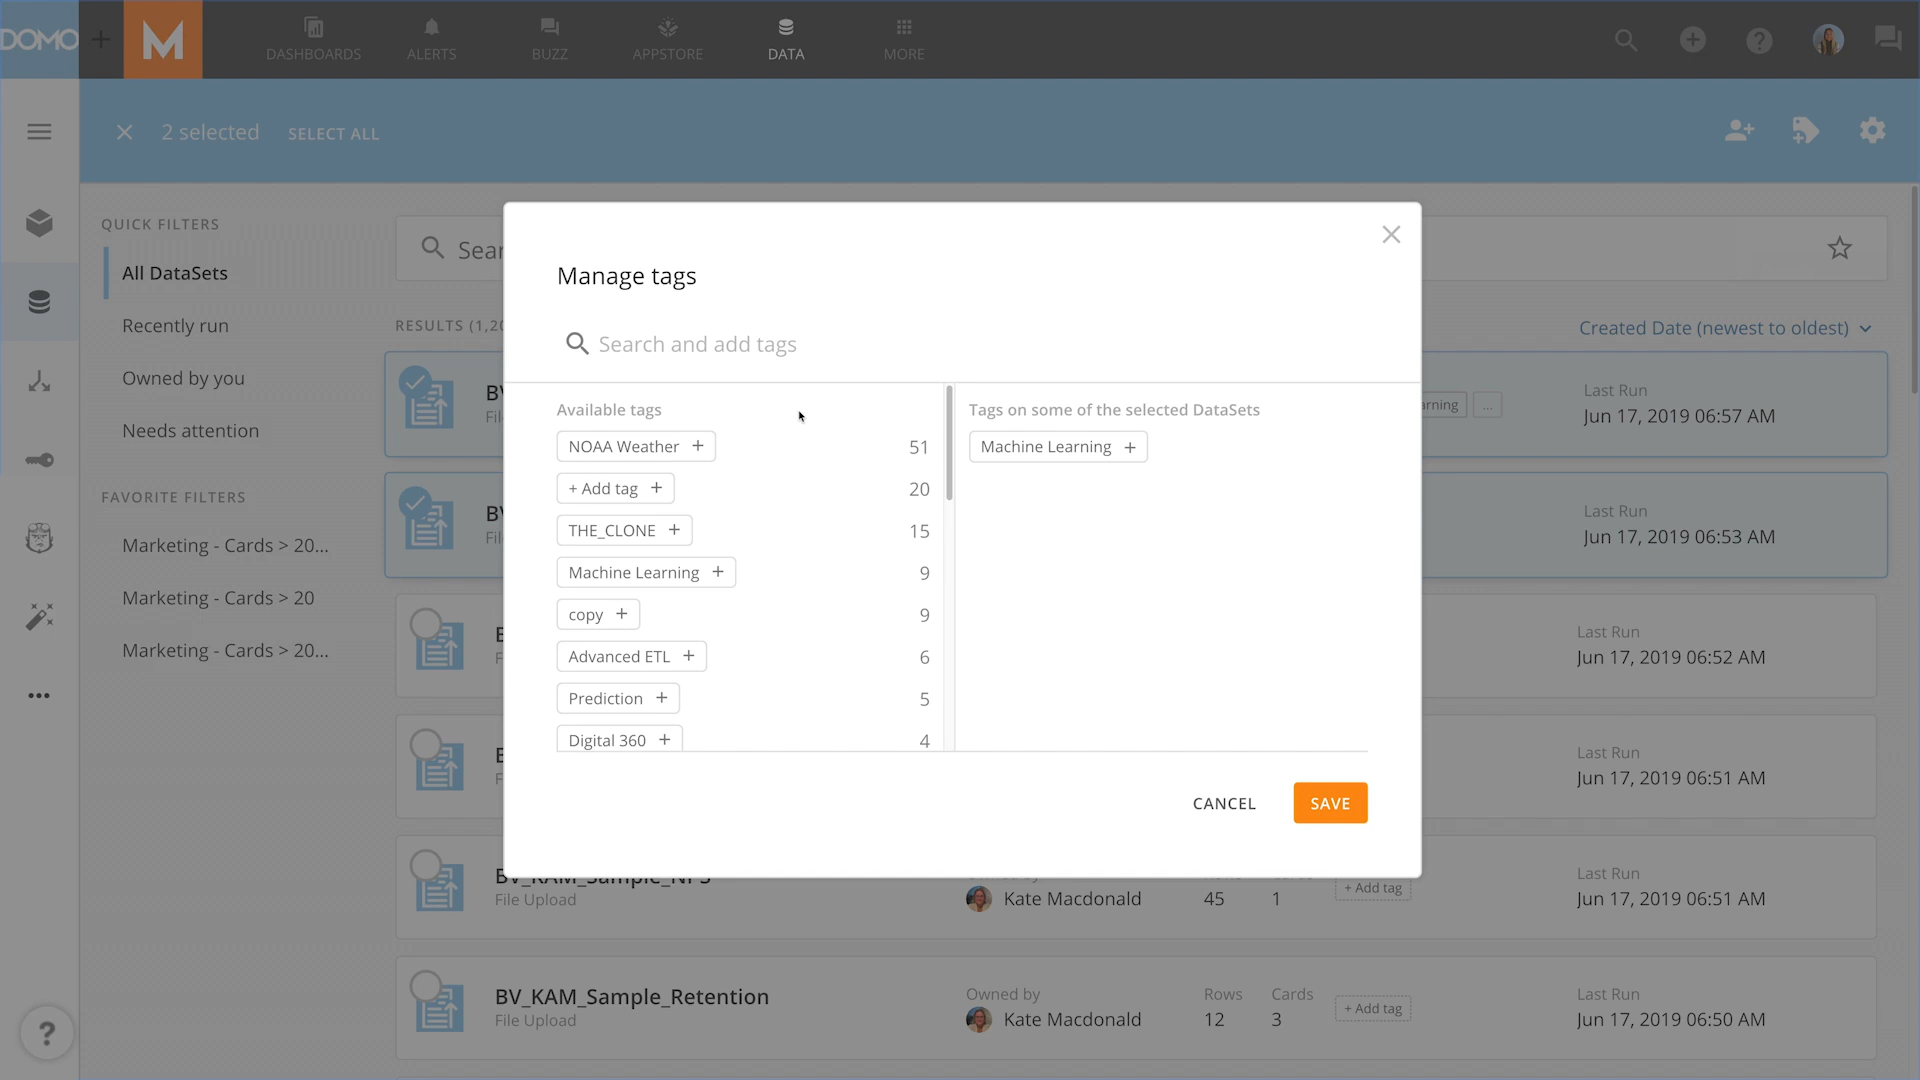 DOMO
M
DASHBOARDS
ALERTS
BUZZ
APPSTORE
DATA
MORE
2 selected
SELECT ALL
QUICK FILTERS
All DataSets
Recently run
Owned by you
Needs attention
FAVORITE FILTERS
Marketing - Cards > 20...
Marketing - Cards > 20
Marketing - Cards > 20...
RESULTS
Created Date (newest to oldest)
Last Run
Jun 17, 2019 06:57 AM
...
Last Run
Jun 17, 2019 06:53 AM
Last Run
Jun 17, 2019 06:52 AM
Last Run
Jun 17, 2019 06:51 AM
Manage tags
Search and add tags
Available tags
NOAA Weather + 51
+ Add tag + 20
THE_CLONE + 15
Machine Learning + 9
copy + 9
Advanced ETL + 6
Prediction + 5
Digital 360 + 4
Tags on some of the selected DataSets
Machine Learning +
CANCEL
SAVE
BV_KAM_Sample_NPS
File Upload
Kate Macdonald
45
1
+ Add tag
Last Run
Jun 17, 2019 06:51 AM
BV_KAM_Sample_Retention
File Upload
Owned by
Kate Macdonald
Rows
12
Cards
3
+ Add tag
Last Run
Jun 17, 2019 06:50 AM
?